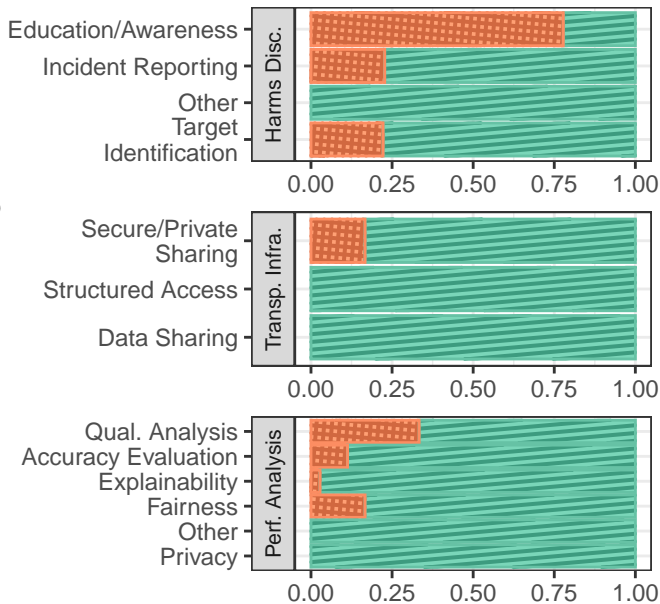 Education/Awareness
Incident Reporting
Other
Target
Identification
Harms Disc.
0.00 0.25 0.50 0.75 1.00
Secure/Private
Sharing
Structured Access
Data Sharing
Transp. Infra.
0.00 0.25 0.50 0.75 1.00
Qual. Analysis
Accuracy Evaluation
Explainability
Fairness
Other
Privacy
Perf. Analysis
0.00 0.25 0.50 0.75 1.00